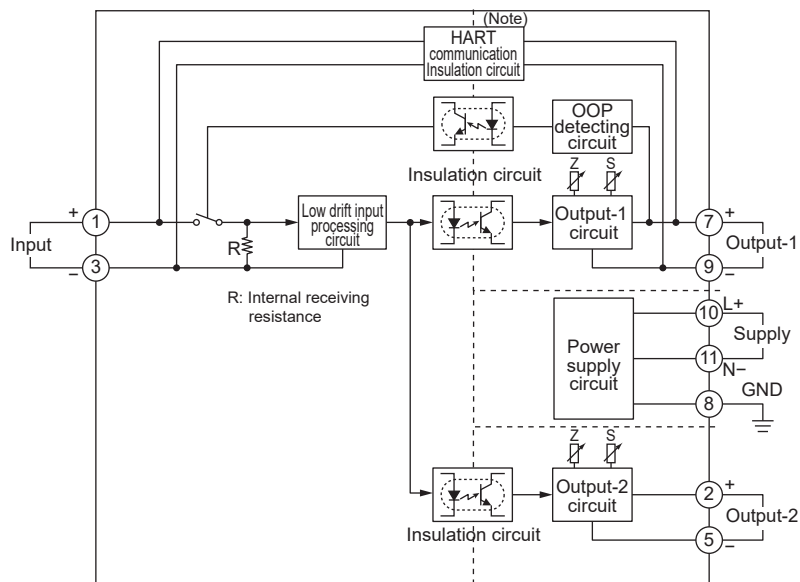 (Note)
HART
communication
Insulation circuit
OOP
detecting
circuit
Insulation circuit
Z S
+ 1
Input
− 3
R
Low drift input
processing
circuit
Output-1
circuit
7 +
Output-1
9 −
R: Internal receiving
resistance
10 L+
Supply
11
N−
Power
supply
circuit
GND
8
Z S
Output-2
circuit
2 +
Output-2
5 −
Insulation circuit